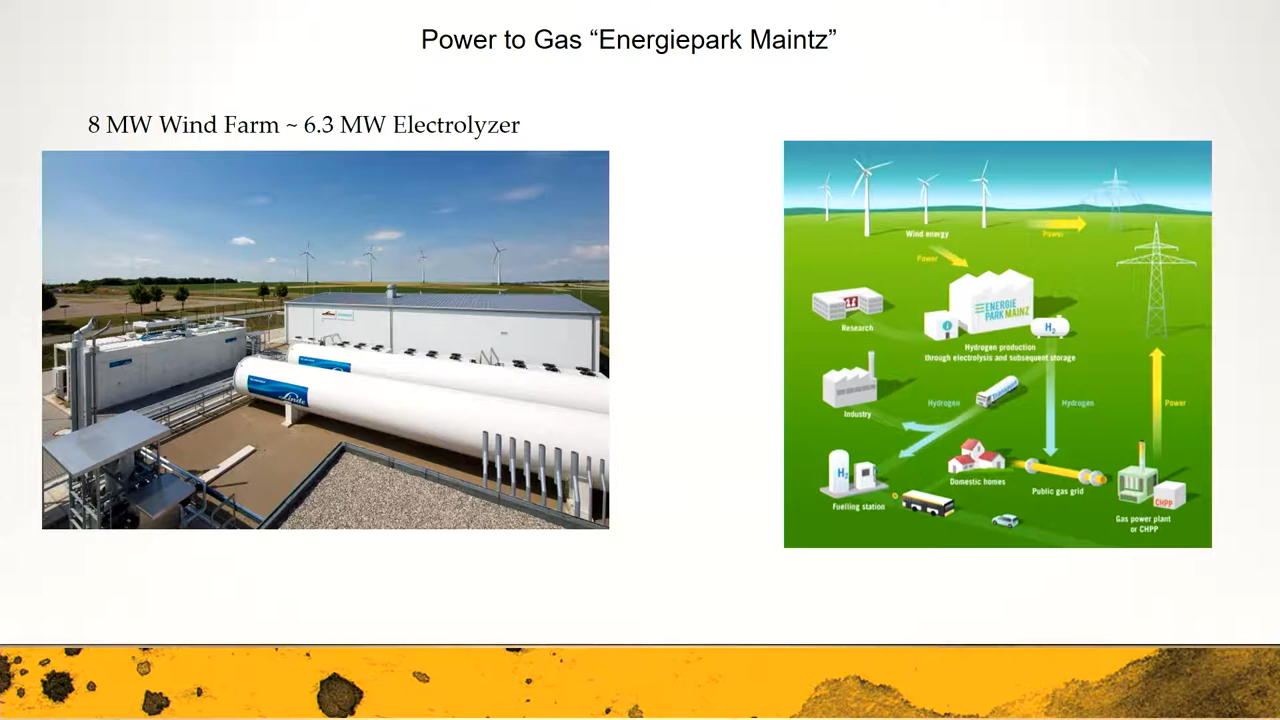 Power to Gas “Energiepark Maintz”
8 MW Wind Farm ~ 6.3 MW Electrolyzer
Linde
Wind energy
Power
Power
ENERGIE
PARK MAINZ
H2
Research
Hydrogen production
through electrolysis and subsequent storage
Industry
Hydrogen
Hydrogen
Power
H2
Domestic homes
Public gas grid
Fuelling station
CHPP
Gas power plant
or CHPP